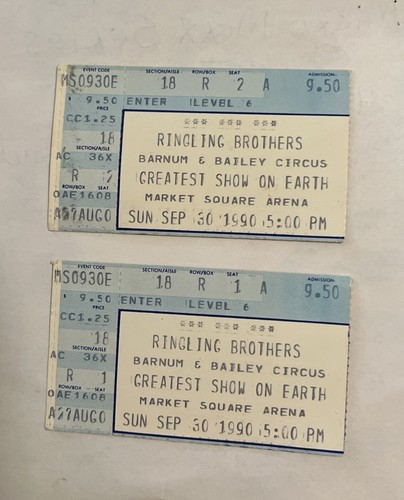 EVENT CODE SECTION/AISLE ROW/BOX SEAT ADMISSION
MS0930E 18 R 2 A 9.50
9.50 ENTER LEVEL 6
PRICE
CC1.25 *** *** ***
18 RINGLING BROTHERS
SECTION/AISLE BARNUM & BAILEY CIRCUS
AC 36X
R 2 GREATEST SHOW ON EARTH
ROW/BOX SEAT
OAE1608 MARKET SQUARE ARENA
A27AUG0 SUN SEP 30 1990 5:00 PM
EVENT CODE SECTION/AISLE ROW/BOX SEAT ADMISSION
MS0930E 18 R 1 A 9.50
9.50 ENTER LEVEL 6
PRICE
CC1.25 *** *** ***
18 RINGLING BROTHERS
SECTION/AISLE BARNUM & BAILEY CIRCUS
AC 36X
R 1 GREATEST SHOW ON EARTH
ROW/BOX SEAT
OAE1608 MARKET SQUARE ARENA
A27AUG0 SUN SEP 30 1990 5:00 PM